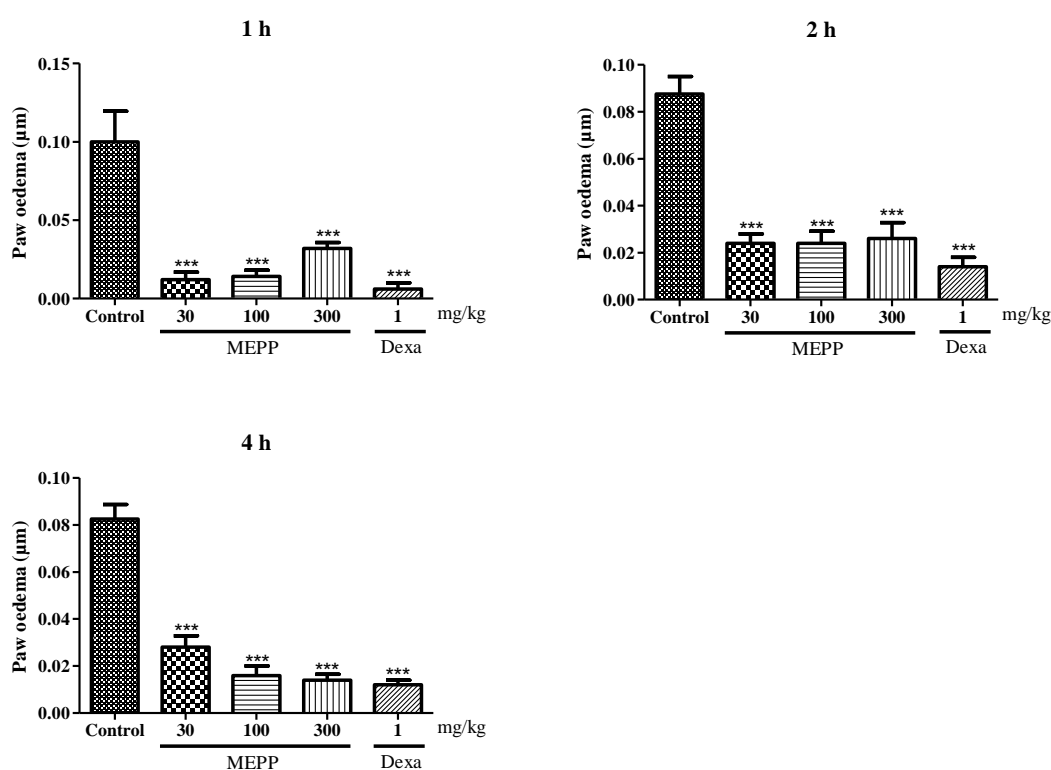 1 h
Paw oedema (µm)
0.15
0.10
0.05
0.00
***
***
***
***
Control 30 100 300 1 mg/kg
MEPP Dexa
2 h
Paw oedema (µm)
0.10
0.08
0.06
0.04
0.02
0.00
***
***
***
***
Control 30 100 300 1 mg/kg
MEPP Dexa
4 h
Paw oedema (µm)
0.10
0.08
0.06
0.04
0.02
0.00
***
***
***
***
Control 30 100 300 1 mg/kg
MEPP Dexa